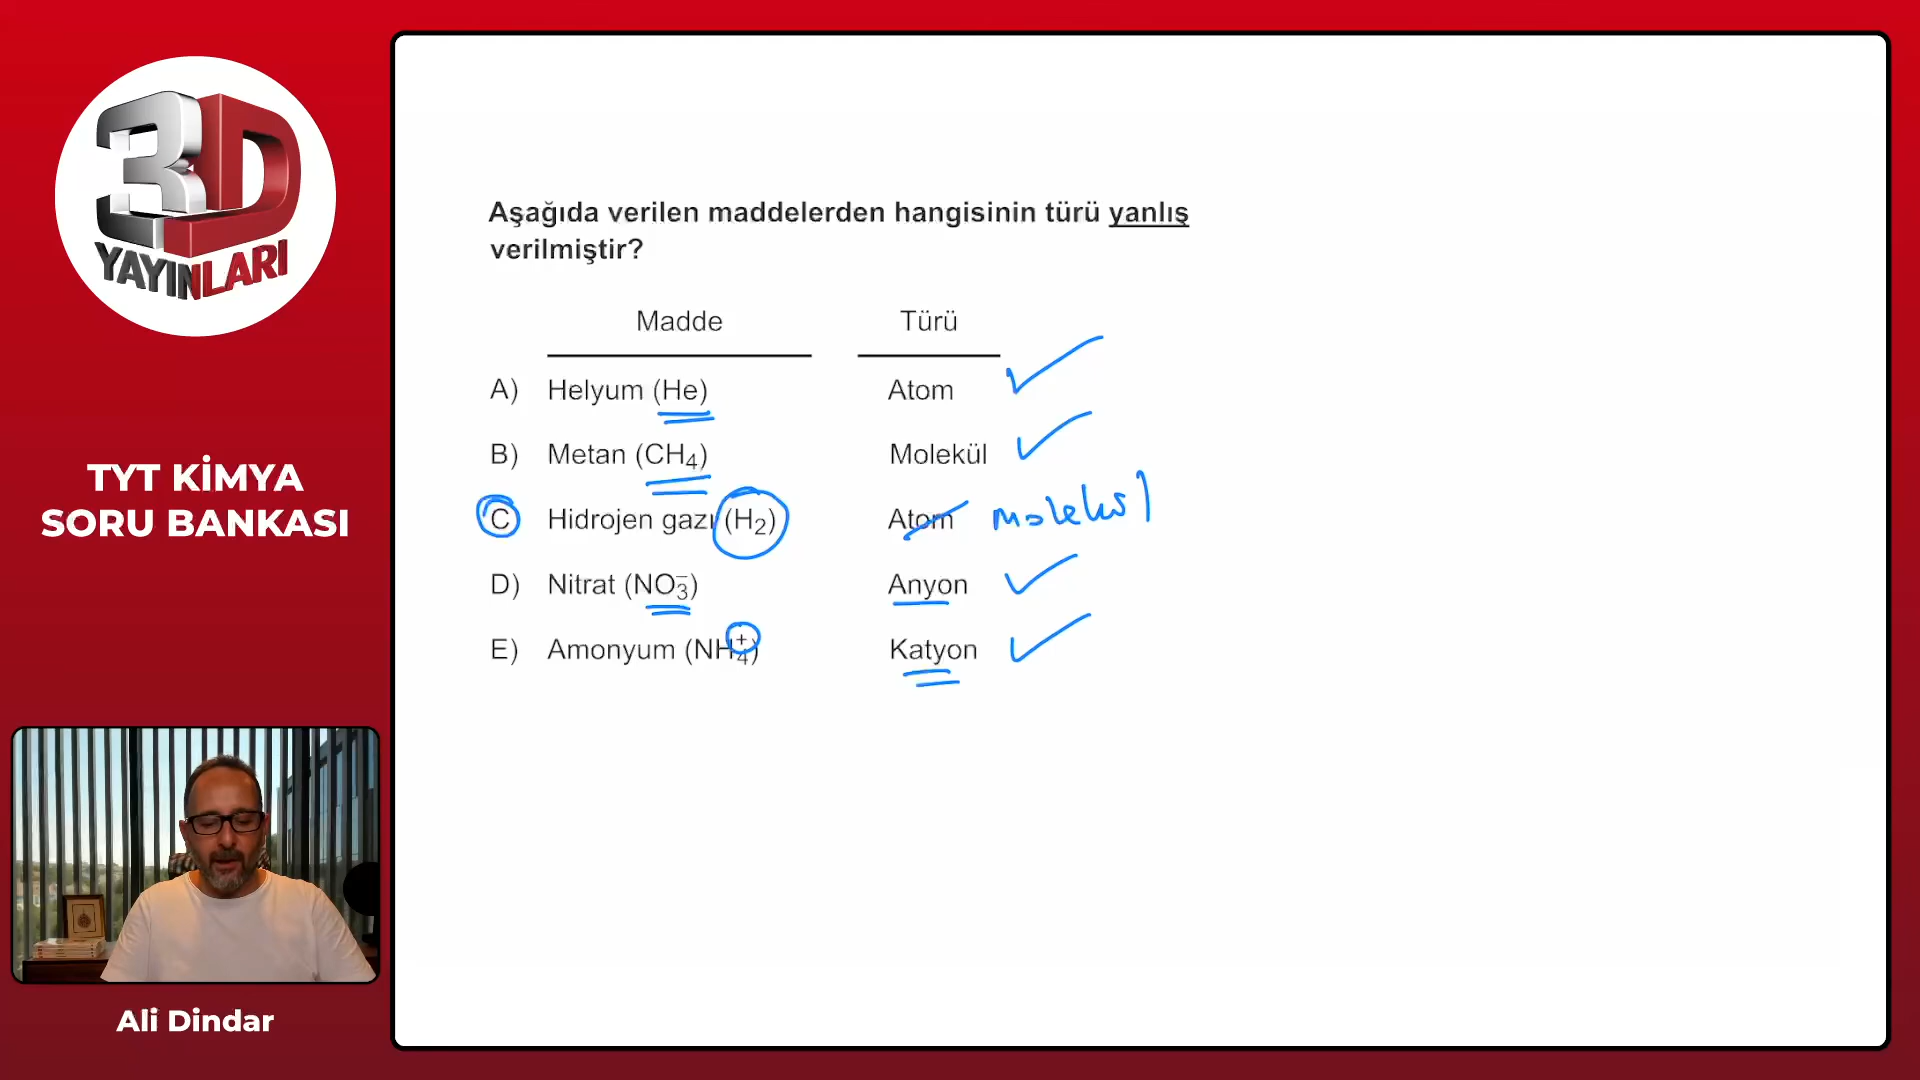 3D
YAYINLARI
TYT KİMYA
SORU BANKASI
Ali Dindar
Aşağıda verilen maddelerden hangisinin türü yanlış
verilmiştir?
Madde Türü
A) Helyum (He) Atom
B) Metan (CH₄) Molekül
C Hidrojen gazı (H₂) Atom molekül
D) Nitrat (NO₃⁻) Anyon
E) Amonyum (NH₄⁺) Katyon